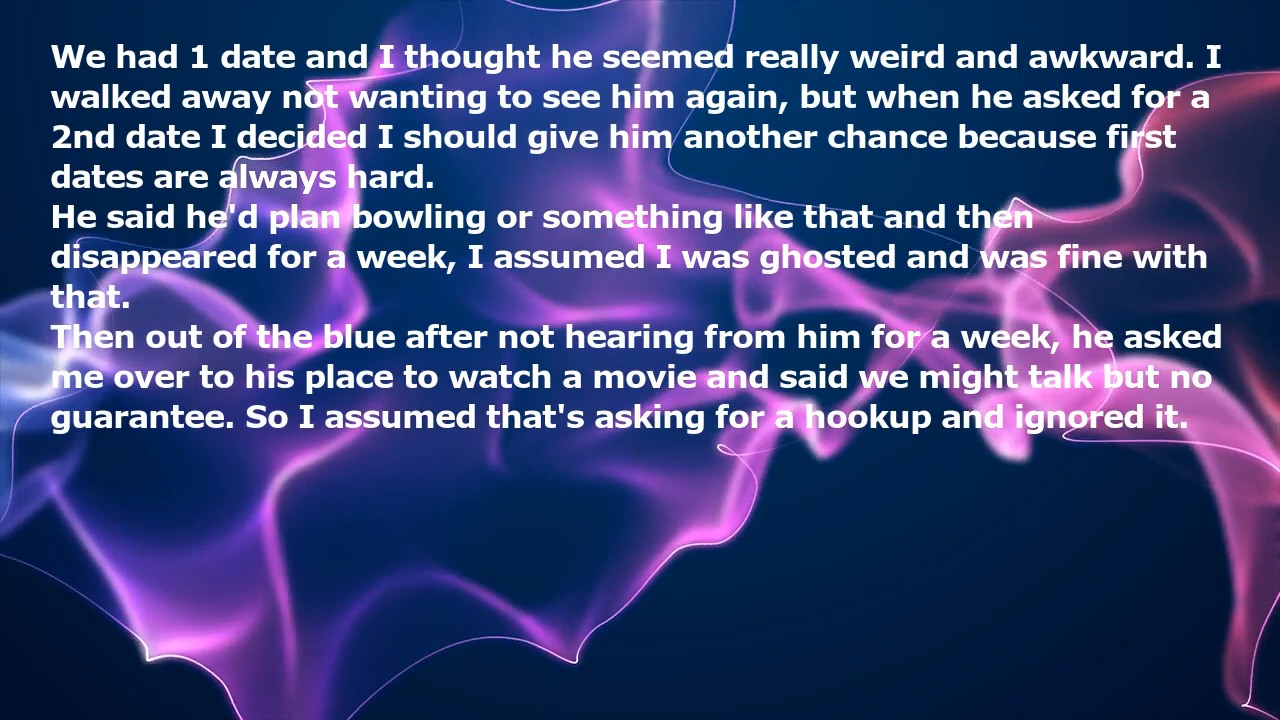 We had 1 date and I thought he seemed really weird and awkward. I
walked away not wanting to see him again, but when he asked for a
2nd date I decided I should give him another chance because first
dates are always hard.
He said he'd plan bowling or something like that and then
disappeared for a week, I assumed I was ghosted and was fine with
that.
Then out of the blue after not hearing from him for a week, he asked
me over to his place to watch a movie and said we might talk but no
guarantee. So I assumed that's asking for a hookup and ignored it.